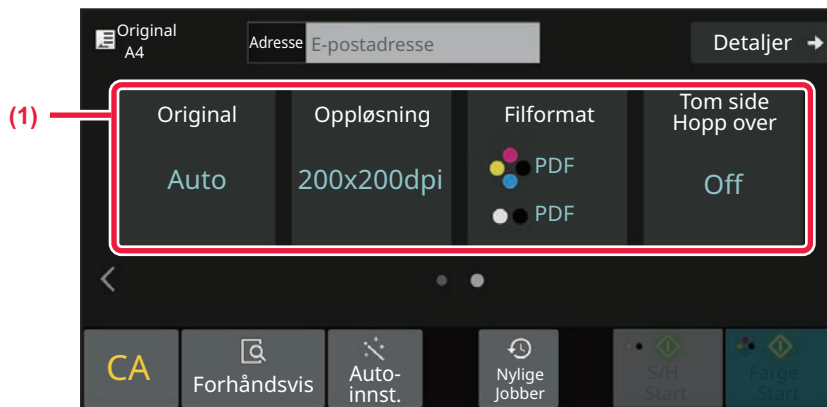 Original
A4
Adresse E-postadresse
Detaljer
(1)
Original
Oppløsning
Filformat
Tom side
Hopp over
Auto
200x200dpi
PDF
PDF
Off
CA
Forhåndsvis
Auto-
innst.
Nylige
Jobber
S/H
Start
Farge
Start